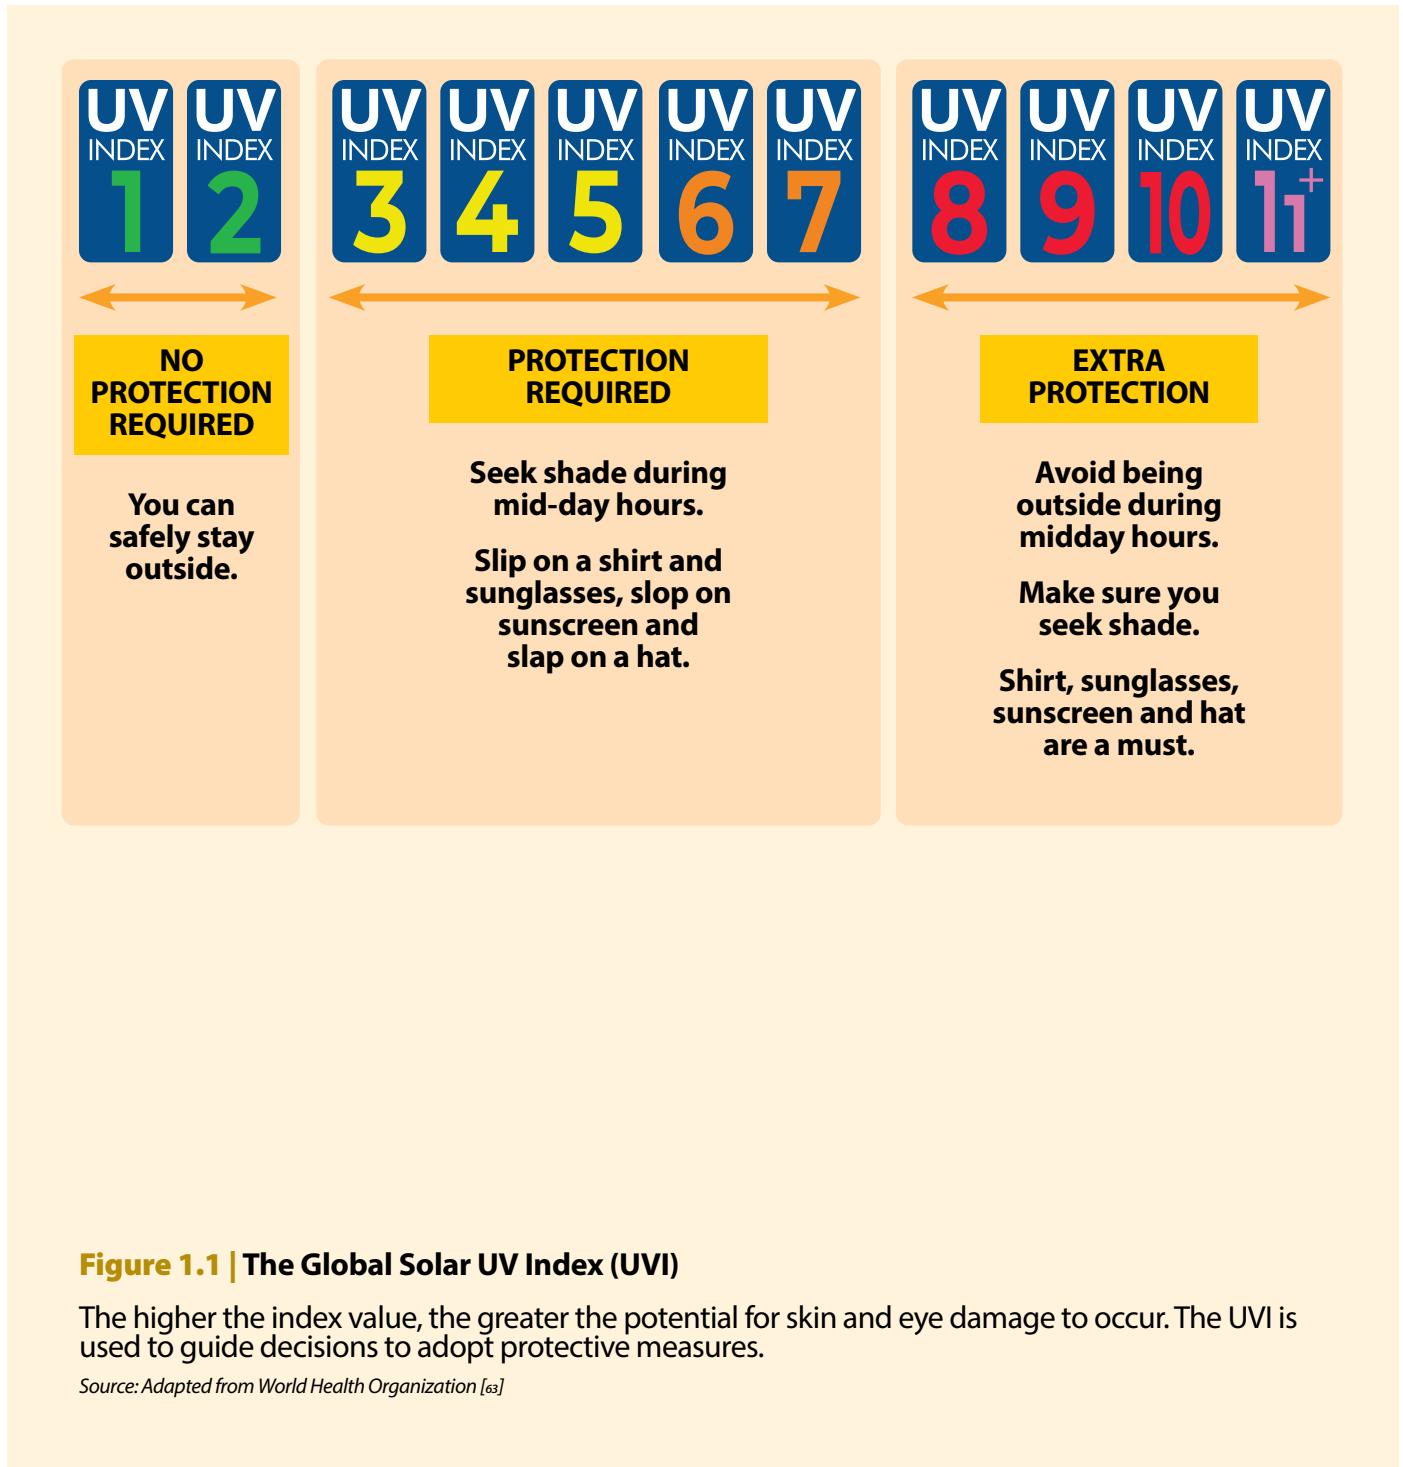 UV UV UV UV UV UV UV UV UV UV UV
INDEX INDEX INDEX INDEX INDEX INDEX INDEX INDEX INDEX INDEX INDEX
1 2 3 4 5 6 7 8 9 10 11+
NO
PROTECTION
REQUIRED
You can
safely stay
outside.
PROTECTION
REQUIRED
Seek shade during
mid-day hours.
Slip on a shirt and
sunglasses, slop on
sunscreen and
slap on a hat.
EXTRA
PROTECTION
Avoid being
outside during
midday hours.
Make sure you
seek shade.
Shirt, sunglasses,
sunscreen and hat
are a must.
Figure 1.1 | The Global Solar UV Index (UVI)
The higher the index value, the greater the potential for skin and eye damage to occur. The UVI is
used to guide decisions to adopt protective measures.
Source: Adapted from World Health Organization [63]